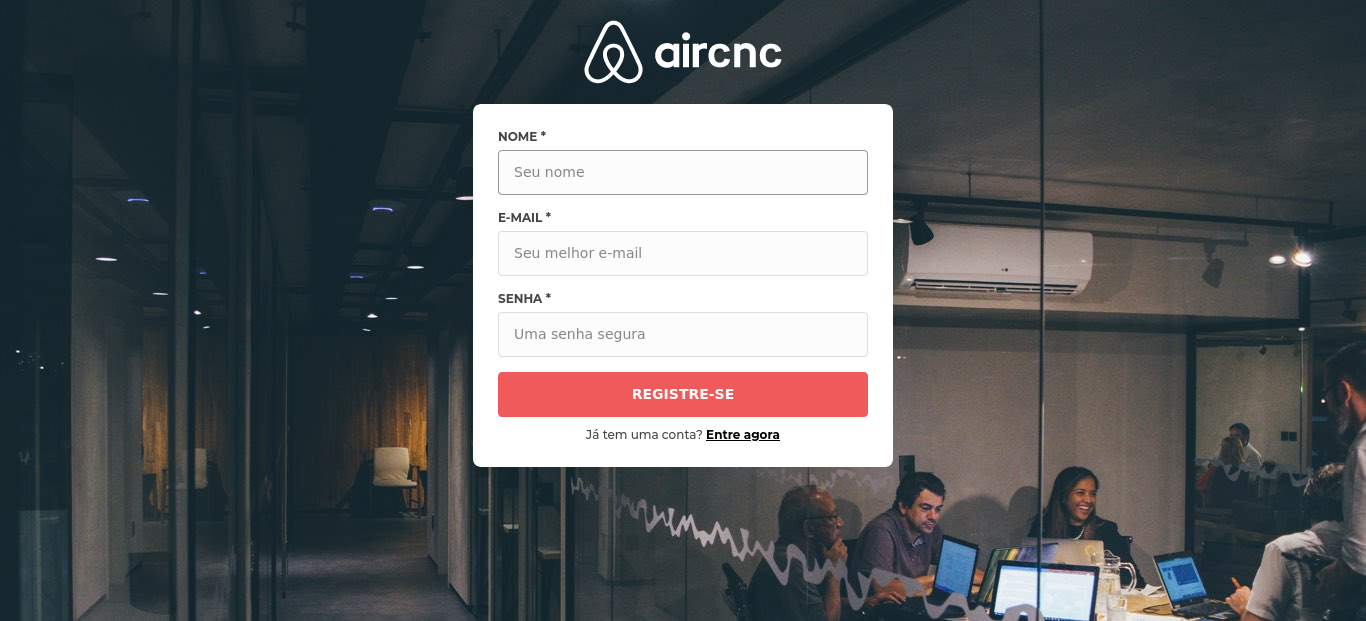 aircnc
NOME *
Seu nome
E-MAIL *
Seu melhor e-mail
SENHA *
Uma senha segura
REGISTRE-SE
Já tem uma conta? Entre agora